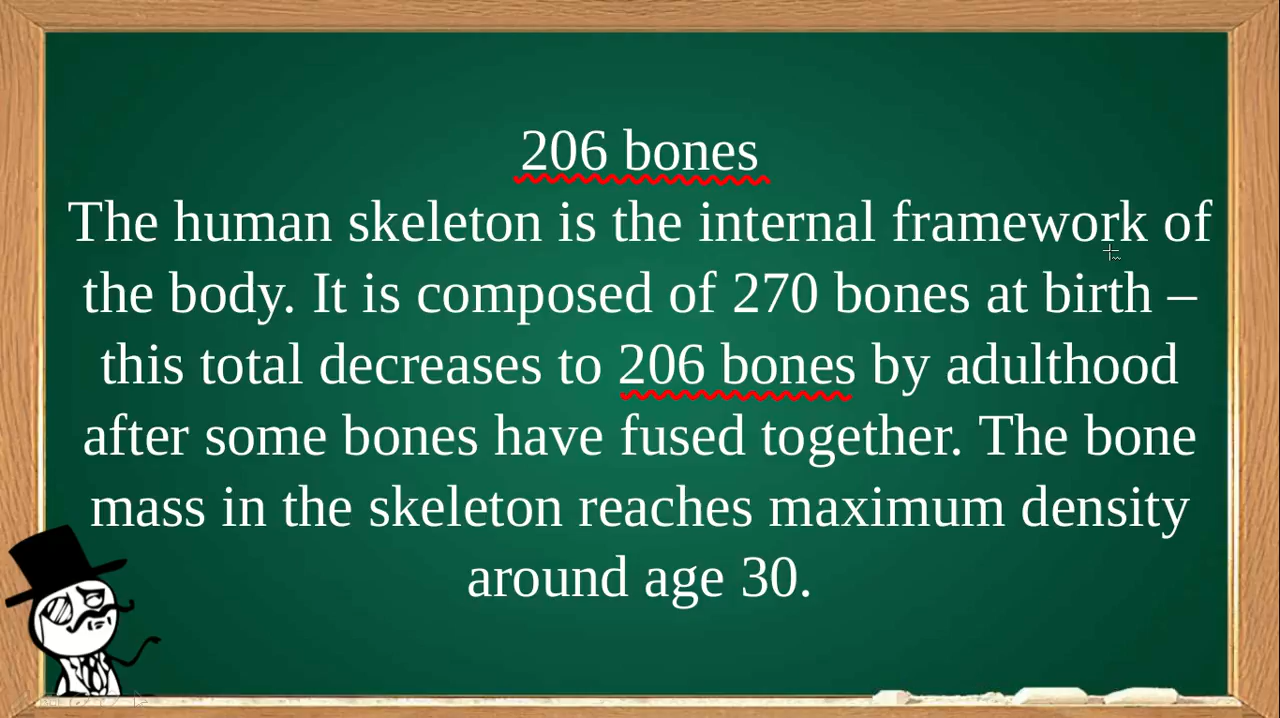 206 bones
The human skeleton is the internal framework of
the body. It is composed of 270 bones at birth –
this total decreases to 206 bones by adulthood
after some bones have fused together. The bone
mass in the skeleton reaches maximum density
around age 30.